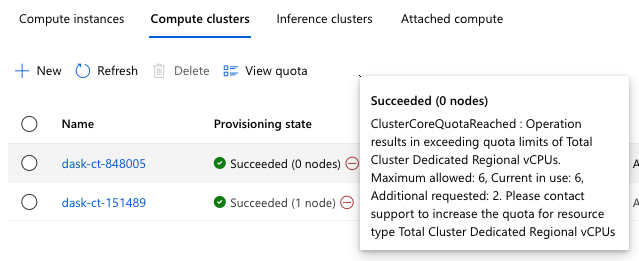 Compute instances Compute clusters Inference clusters Attached compute
New Refresh Delete View quota
Name Provisioning state
dask-ct-848005 Succeeded (0 nodes)
dask-ct-151489 Succeeded (1 node)
Succeeded (0 nodes)
ClusterCoreQuotaReached : Operation
results in exceeding quota limits of Total
Cluster Dedicated Regional vCPUs.
Maximum allowed: 6, Current in use: 6,
Additional requested: 2. Please contact
support to increase the quota for resource
type Total Cluster Dedicated Regional vCPUs